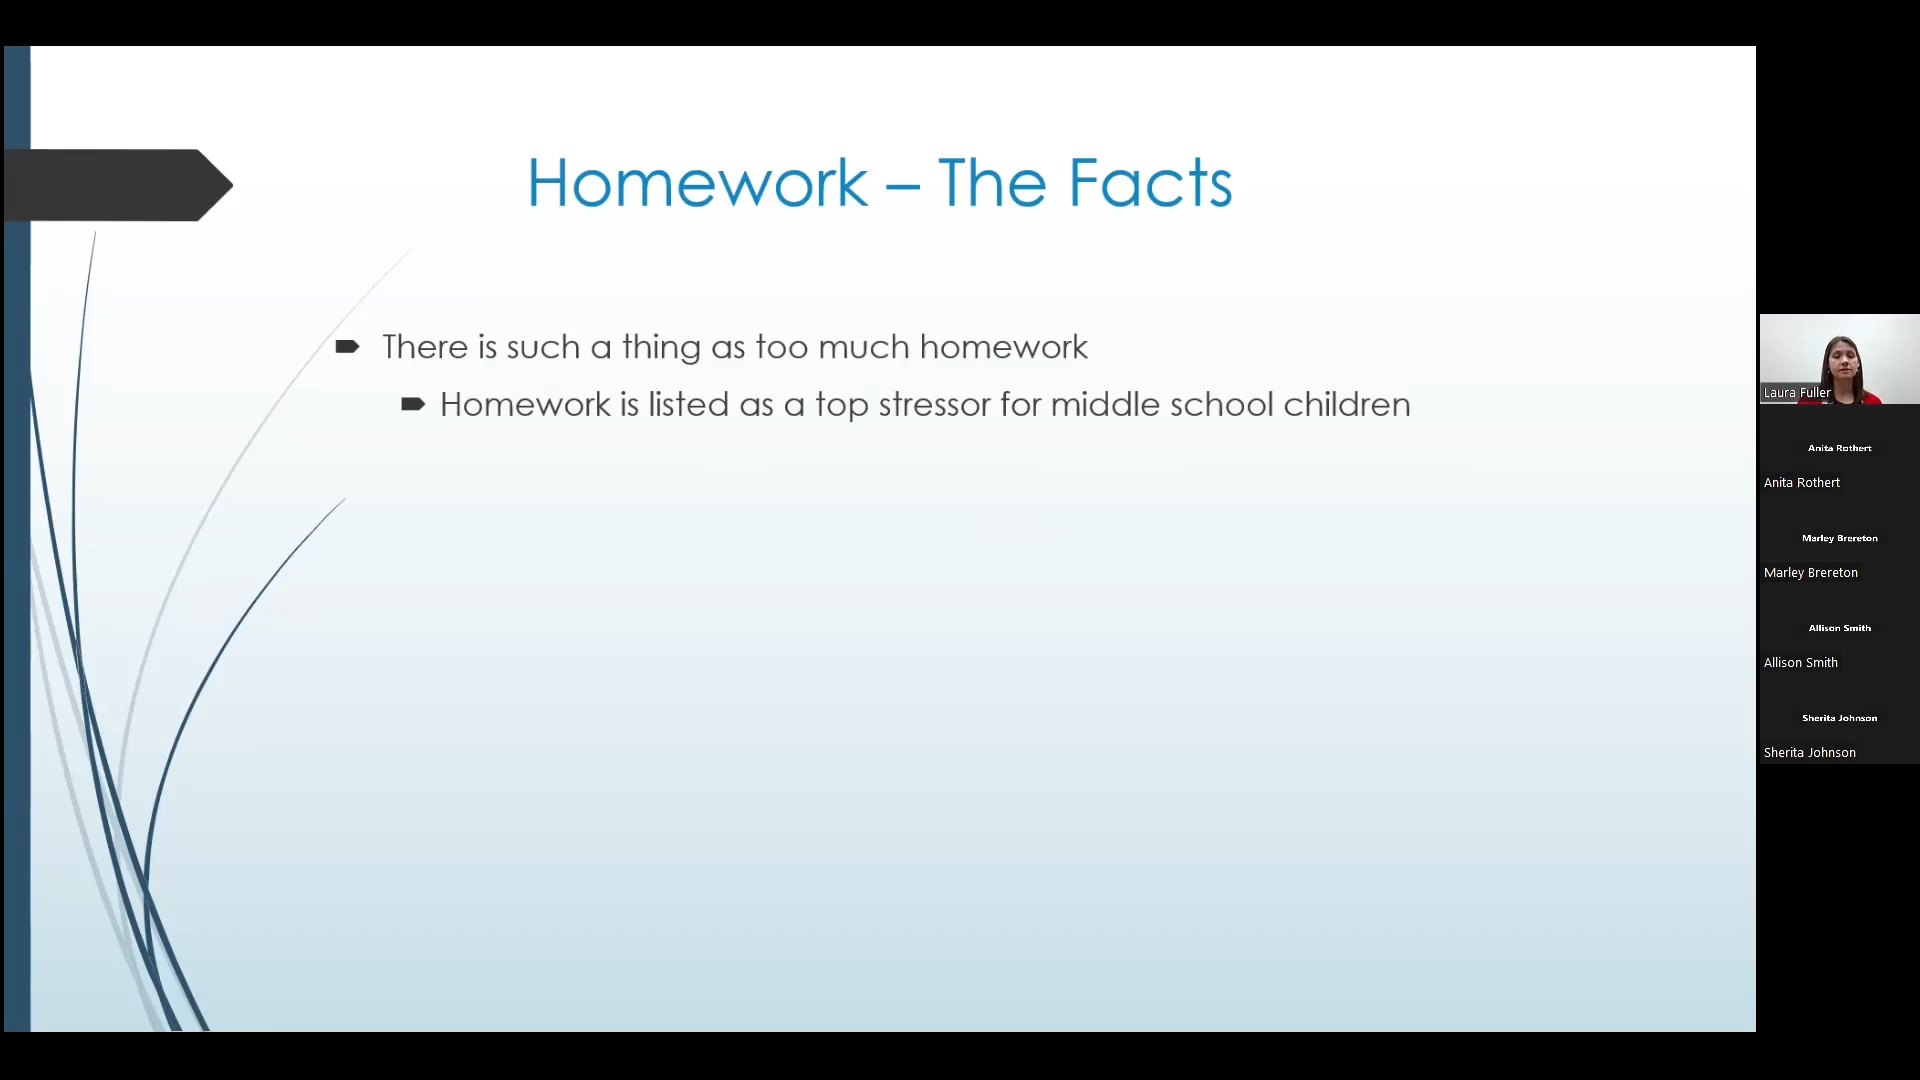 Homework – The Facts
There is such a thing as too much homework
Homework is listed as a top stressor for middle school children
Laura Fuller
Anita Rothert
Anita Rothert
Marley Brereton
Marley Brereton
Allison Smith
Allison Smith
Sherita Johnson
Sherita Johnson